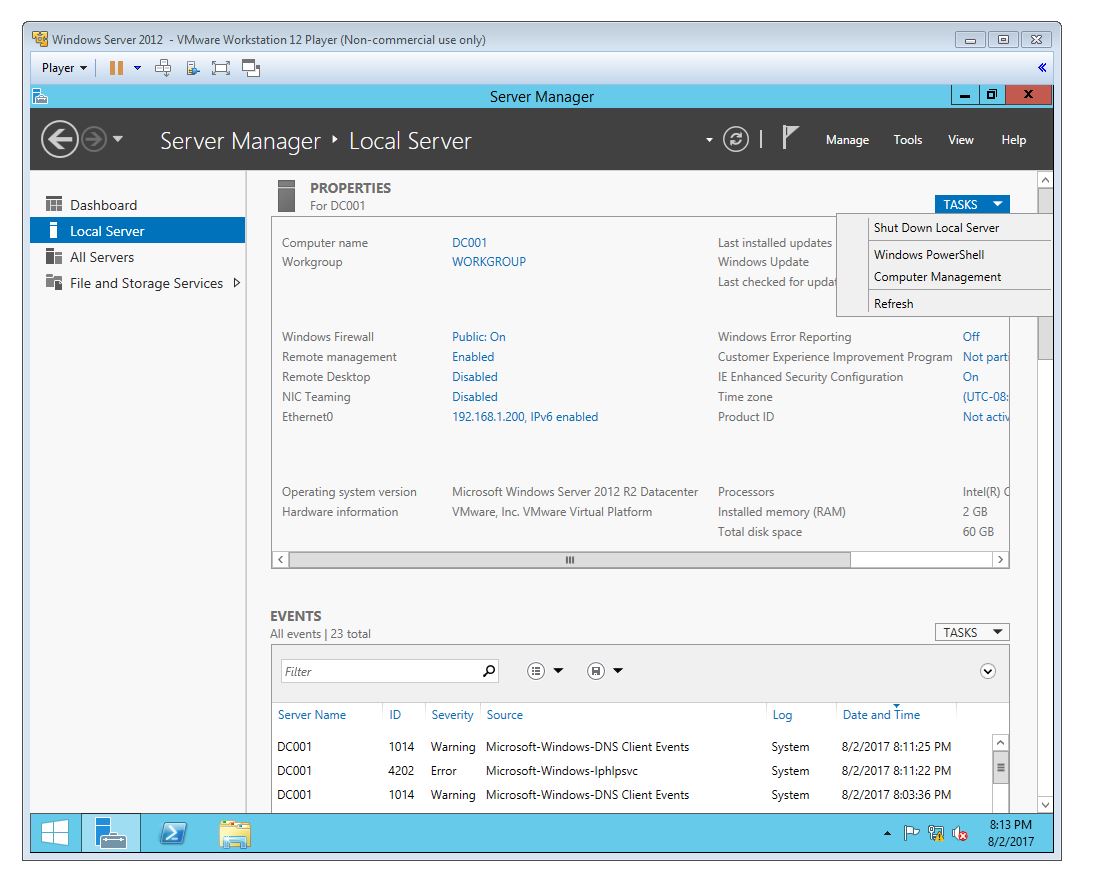 Windows Server 2012 - VMware Workstation 12 Player (Non-commercial use only)
Player
Server Manager
Server Manager Local Server
Manage Tools View Help
Dashboard
Local Server
All Servers
File and Storage Services
PROPERTIES
For DC001
TASKS
Shut Down Local Server
Windows PowerShell
Computer Management
Refresh
Computer name DC001 Last installed updates
Workgroup WORKGROUP Windows Update
Last checked for updat
Windows Firewall Public: On Windows Error Reporting Off
Remote management Enabled Customer Experience Improvement Program Not parti
Remote Desktop Disabled IE Enhanced Security Configuration On
NIC Teaming Disabled Time zone (UTC-08:
Ethernet0 192.168.1.200, IPv6 enabled Product ID Not activ
Operating system version Microsoft Windows Server 2012 R2 Datacenter Processors Intel(R) C
Hardware information VMware, Inc. VMware Virtual Platform Installed memory (RAM) 2 GB
Total disk space 60 GB
EVENTS
All events | 23 total
TASKS
Filter
Server Name ID Severity Source Log Date and Time
DC001 1014 Warning Microsoft-Windows-DNS Client Events System 8/2/2017 8:11:25 PM
DC001 4202 Error Microsoft-Windows-Iphlpsvc System 8/2/2017 8:11:22 PM
DC001 1014 Warning Microsoft-Windows-DNS Client Events System 8/2/2017 8:03:36 PM
8:13 PM
8/2/2017